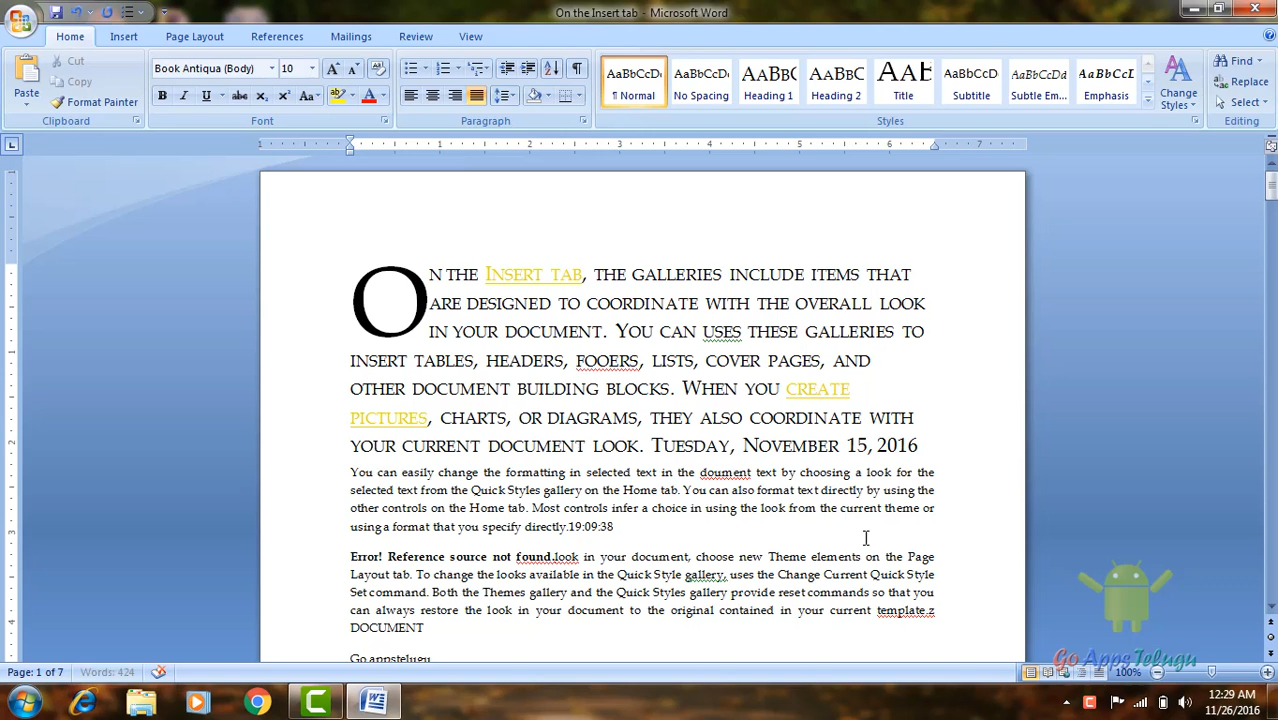 On the Insert tab - Microsoft Word
Home Insert Page Layout References Mailings Review View
Paste
Cut
Copy
Format Painter
Clipboard
Book Antiqua (Body) 10
Font
Paragraph
AaBbCcDc AaBbCcDc AaBbC AaBbCc AaB AaBbCcD AaBbCcDc AaBbCcL
¶ Normal No Spacing Heading 1 Heading 2 Title Subtitle Subtle Em... Emphasis
Change
Styles
Styles
Find
Replace
Select
Editing
1 1 2 3 4 5 6 7
ON THE INSERT TAB, THE GALLERIES INCLUDE ITEMS THAT
ARE DESIGNED TO COORDINATE WITH THE OVERALL LOOK
IN YOUR DOCUMENT. YOU CAN USES THESE GALLERIES TO
INSERT TABLES, HEADERS, FOOERS, LISTS, COVER PAGES, AND
OTHER DOCUMENT BUILDING BLOCKS. WHEN YOU CREATE
PICTURES, CHARTS, OR DIAGRAMS, THEY ALSO COORDINATE WITH
YOUR CURRENT DOCUMENT LOOK. TUESDAY, NOVEMBER 15, 2016
You can easily change the formatting in selected text in the doument text by choosing a look for the
selected text from the Quick Styles gallery on the Home tab. You can also format text directly by using the
other controls on the Home tab. Most controls infer a choice in using the look from the current theme or
using a format that you specify directly.19:09:38
Error! Reference source not found.look in your document, choose new Theme elements on the Page
Layout tab. To change the looks available in the Quick Style gallery, uses the Change Current Quick Style
Set command. Both the Themes gallery and the Quick Styles gallery provide reset commands so that you
can always restore the look in your document to the original contained in your current template.z
DOCUMENT
Go appstelugu
Go AppsTelugu
Page: 1 of 7 Words: 424 100%
12:29 AM
11/26/2016